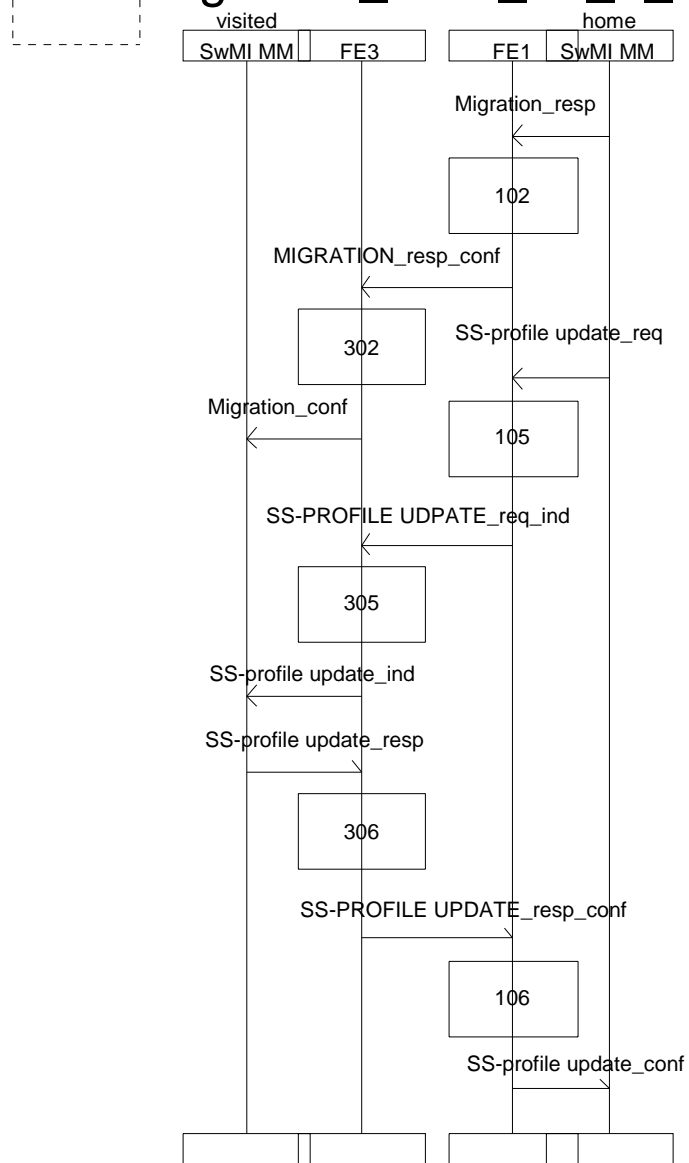 visited
home
SwMI MM
FE3
FE1
SwMI MM
Migration_resp
102
MIGRATION_resp_conf
302
SS-profile update_req
Migration_conf
105
SS-PROFILE UDPATE_req_ind
305
SS-profile update_ind
SS-profile update_resp
306
SS-PROFILE UPDATE_resp_conf
106
SS-profile update_conf